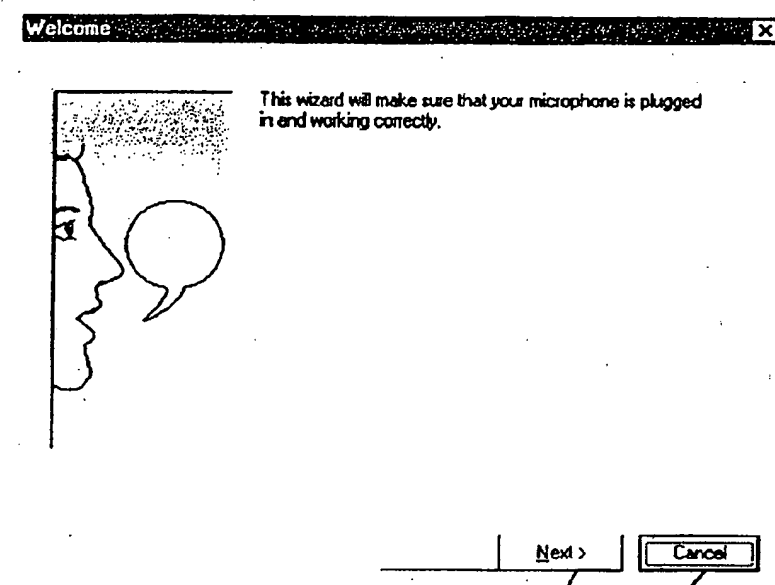 Welcome
This wizard will make sure that your microphone is plugged
in and working correctly.
Next >
Cancel